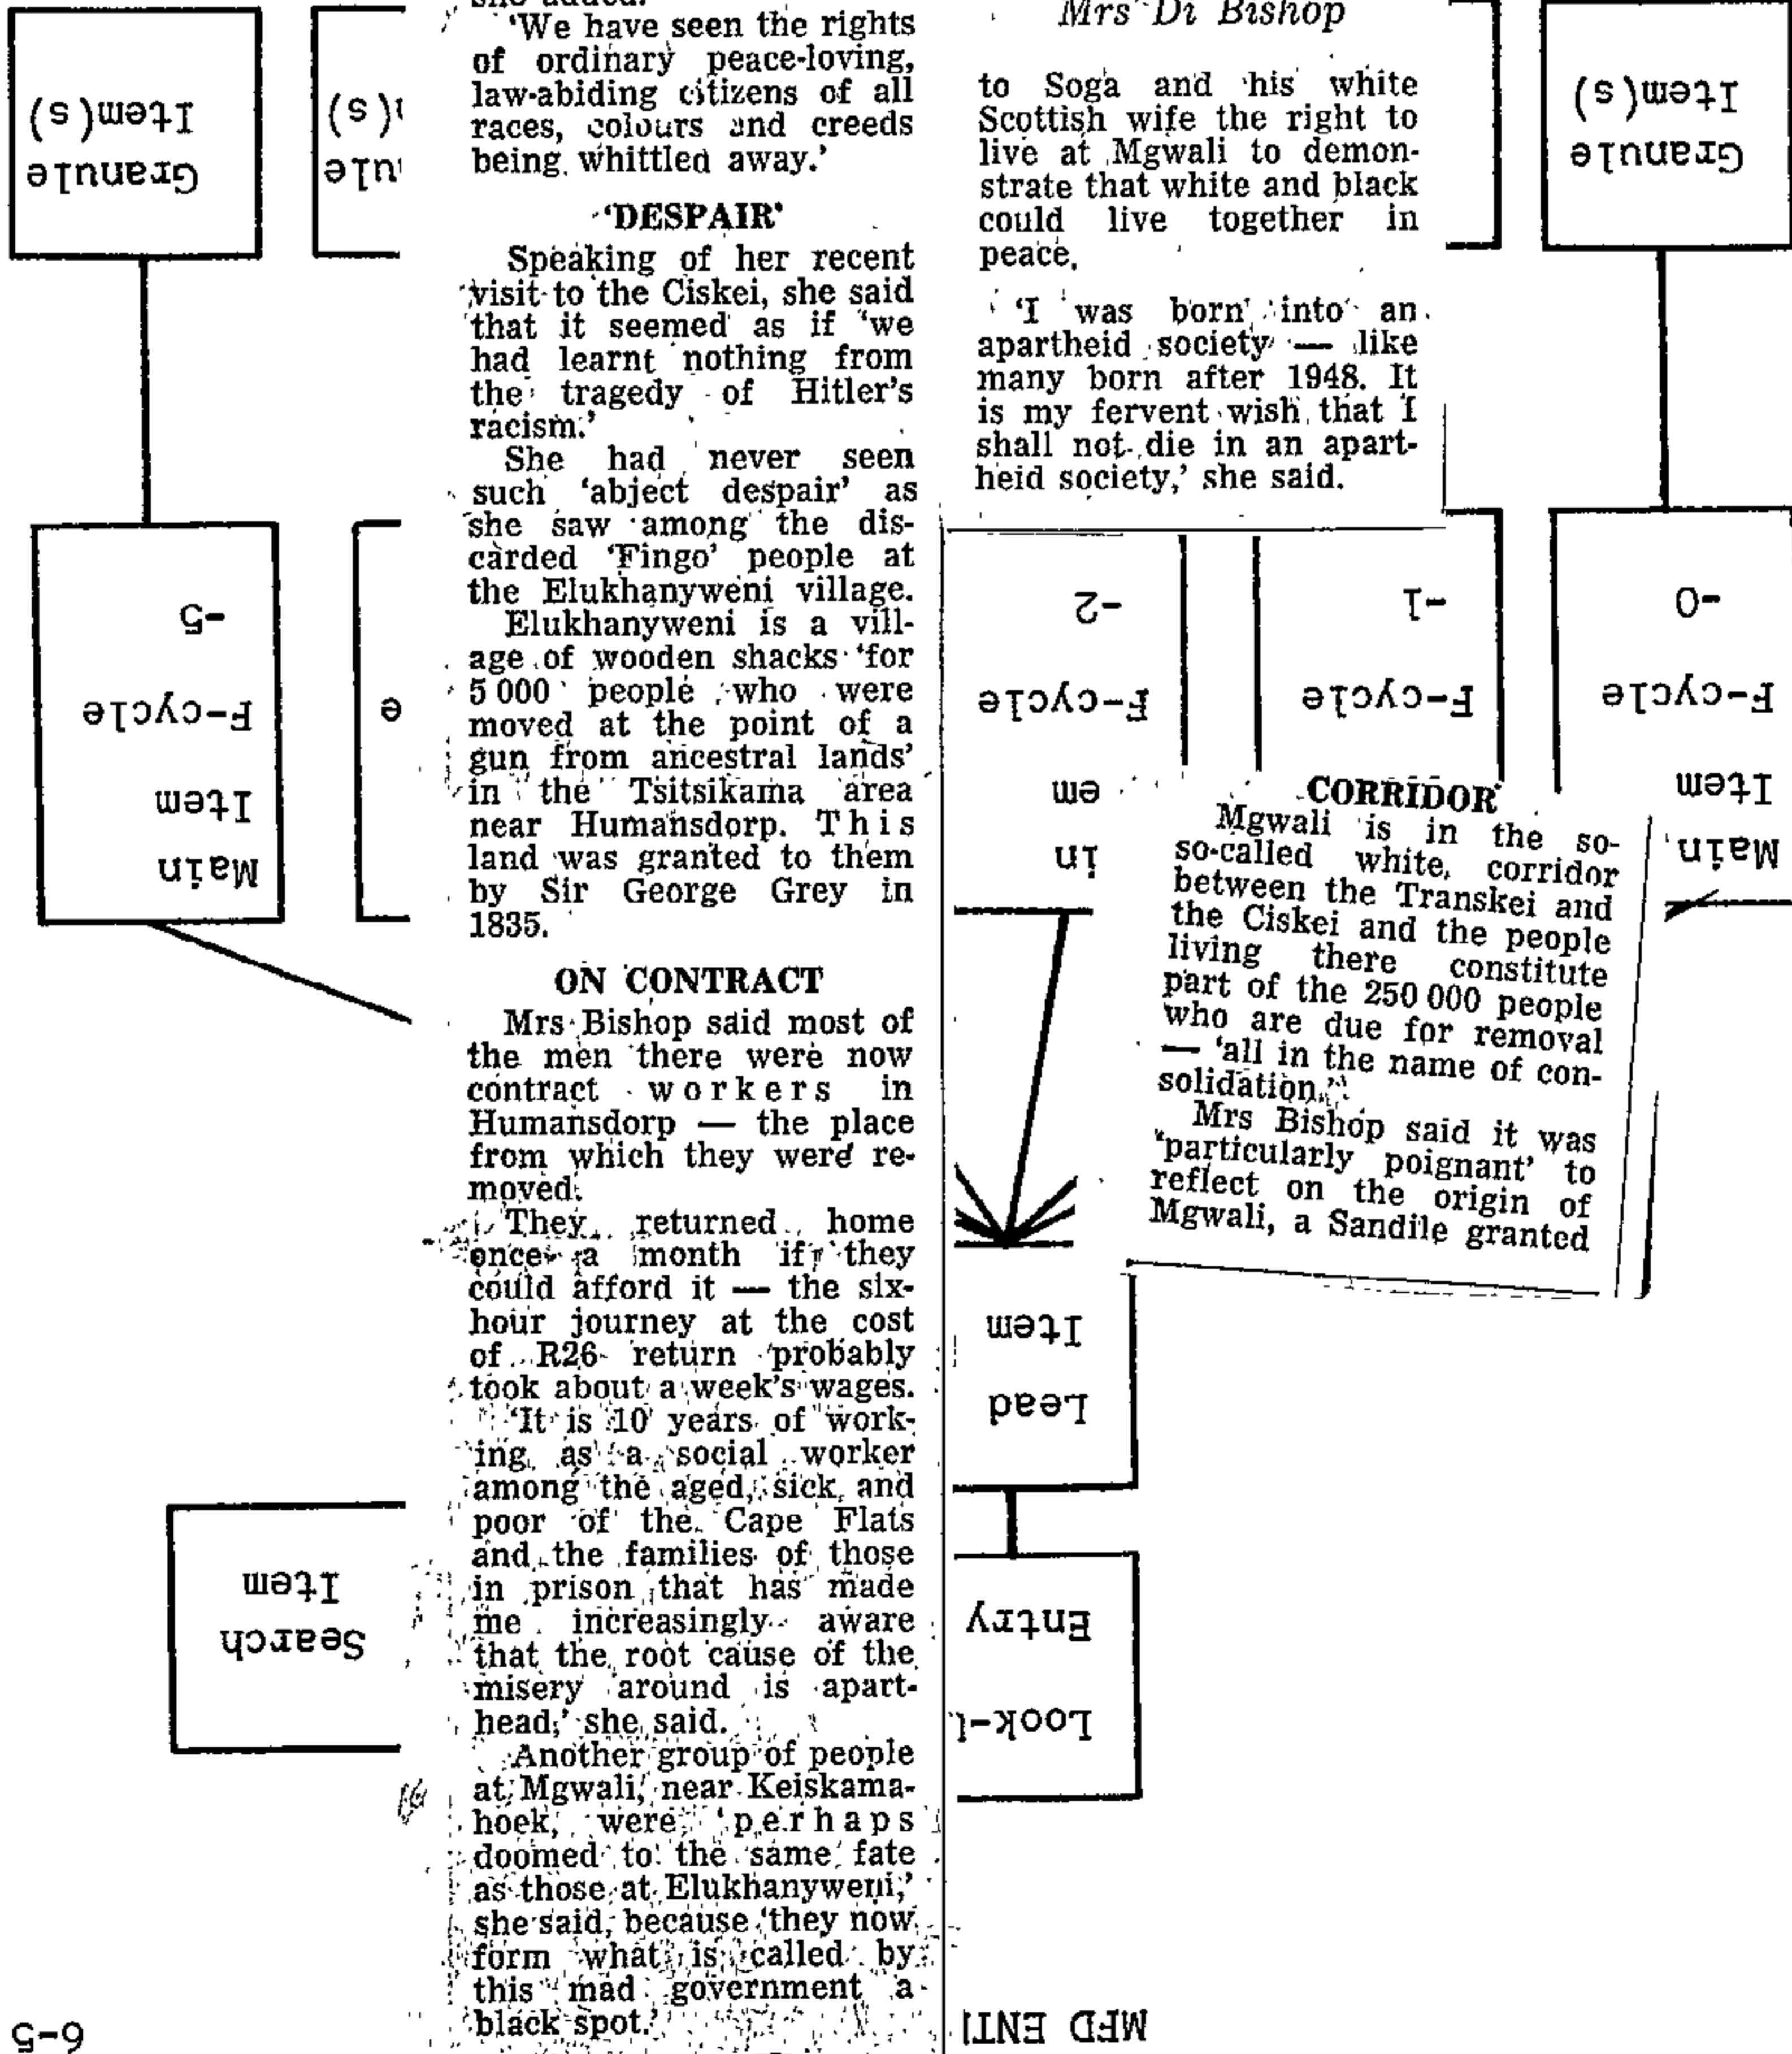 'We have seen the rights
of ordinary peace-loving,
law-abiding citizens of all
races, colours and creeds
being whittled away.'
'DESPAIR'
Speaking of her recent
visit to the Ciskei, she said
that it seemed as if 'we
had learnt nothing from
the tragedy of Hitler's
racism.'
She had never seen
such 'abject despair' as
she saw among the dis-
carded 'Fingo' people at
the Elukhanyweni village.
Elukhanyweni is a vill-
age of wooden shacks 'for
5 000 people who were
moved at the point of a
gun from ancestral lands'
in the Tsitsikama area
near Humansdorp. This
land was granted to them
by Sir George Grey in
1835.
ON CONTRACT
Mrs Bishop said most of
the men there were now
contract workers in
Humansdorp — the place
from which they were re-
moved.
They returned home
once a month if they
could afford it — the six-
hour journey at the cost
of R26 return probably
took about a week's wages.
'It is 10 years of work-
ing as a social worker
among the aged, sick and
poor of the Cape Flats
and the families of those
in prison that has made
me increasingly aware
that the root cause of the
misery around is apart-
head,' she said.
Another group of people
at Mgwali, near Keiskama-
hoek, were 'perhaps
doomed to the same fate
as those at Elukhanyweni,'
she said, because 'they now
form what is called by
this mad government a
black spot.'
CORRIDOR
Mgwali is in the so-
so-called white corridor
between the Transkei and
the Ciskei and the people
living there constitute
part of the 250 000 people
who are due for removal
— 'all in the name of con-
solidation.'
Mrs Bishop said it was
'particularly poignant' to
reflect on the origin of
Mgwali, a Sandile granted
Mrs Di Bishop
to Soga and his white
Scottish wife the right to
live at Mgwali to demon-
strate that white and black
could live together in
peace.
'I was born into an
apartheid society — like
many born after 1948. It
is my fervent wish that I
shall not die in an apart-
heid society,' she said.
MFD ENT
6-5
Look-
Entry
Search
Item
Lead
Item
Main
Item
F-cycle
-0
F-cycle
-1
in
em
F-cycle
-2
e
Main
Item
F-cycle
-5
Granule
Item(s)
ule
(s)
Granule
Item(s)